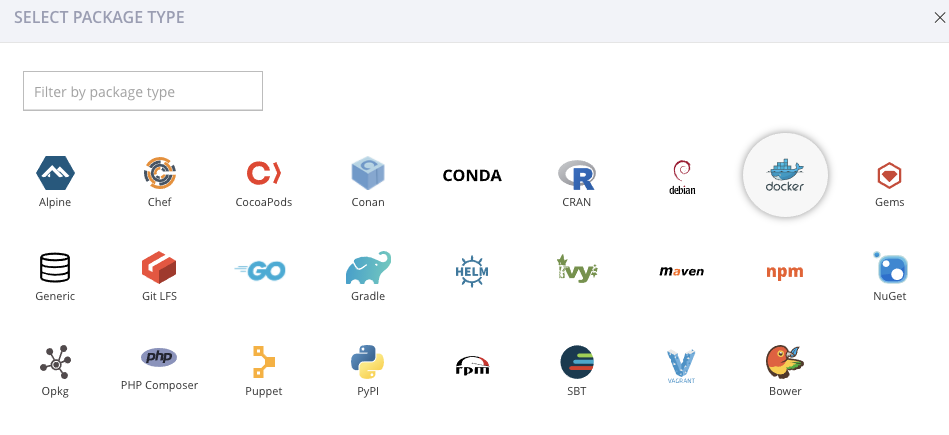 SELECT PACKAGE TYPE
Filter by package type
Alpine
Chef
CocoaPods
Conan
CONDA
CRAN
debian
docker
Gems
Generic
Git LFS
GO
Gradle
HELM
ivy
maven
npm
NuGet
Opkg
php
PHP Composer
Puppet
PyPI
rpm
SBT
VAGRANT
Bower